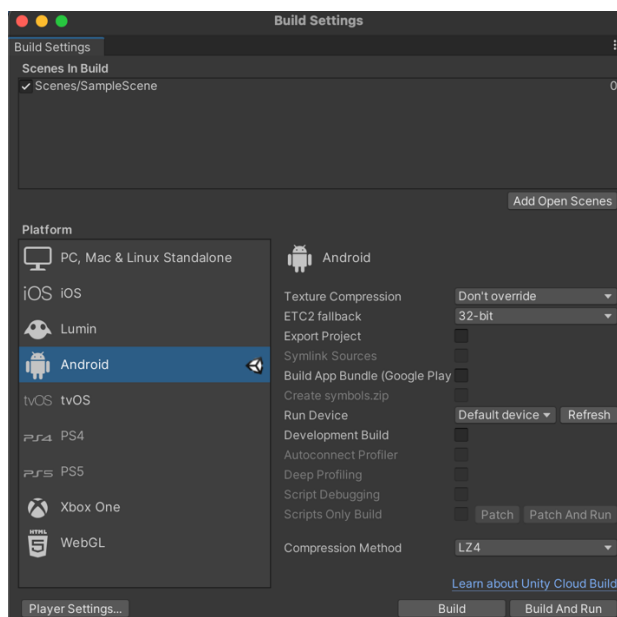 Build Settings
Build Settings
Scenes In Build
Scenes/SampleScene 0
Add Open Scenes
Platform
PC, Mac & Linux Standalone
iOS iOS
Lumin
Android
tvOS tvOS
PS4 PS4
PS5 PS5
Xbox One
HTML 5 WebGL
Android
Texture Compression Don't override
ETC2 fallback 32-bit
Export Project
Symlink Sources
Build App Bundle (Google Play
Create symbols.zip
Run Device Default device Refresh
Development Build
Autoconnect Profiler
Deep Profiling
Script Debugging
Scripts Only Build Patch Patch And Run
Compression Method LZ4
Learn about Unity Cloud Build
Player Settings... Build Build And Run